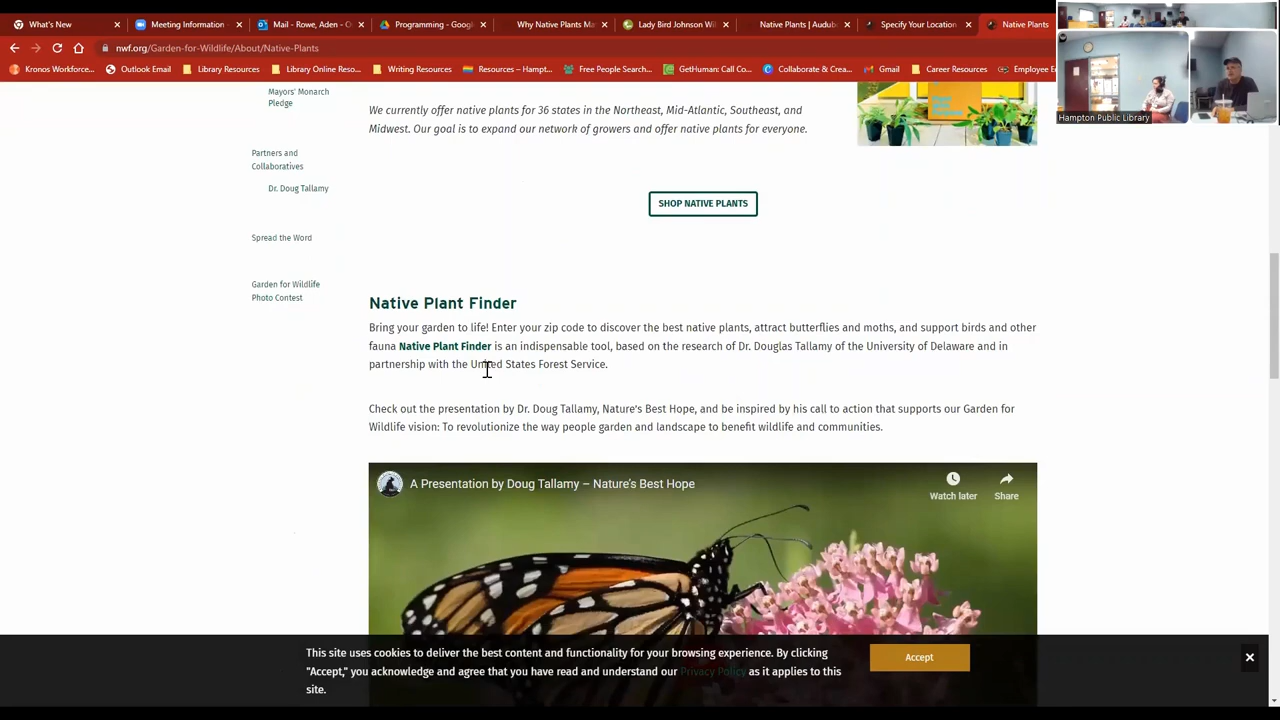 What's New
Meeting Information -
Mail - Rowe, Aden - O
Programming - Googl
Why Native Plants Ma
Lady Bird Johnson Wil
Native Plants | Audub
Specify Your Location
Native Plants
nwf.org/Garden-for-Wildlife/About/Native-Plants
Kronos Workforce...
Outlook Email
Library Resources
Library Online Reso...
Writing Resources
Resources – Hampt...
Free People Search...
GetHuman: Call Co...
Collaborate & Crea...
Gmail
Career Resources
Employee E
Hampton Public Library
Mayors' Monarch
Pledge
Partners and
Collaboratives
Dr. Doug Tallamy
Spread the Word
Garden for Wildlife
Photo Contest
We currently offer native plants for 36 states in the Northeast, Mid-Atlantic, Southeast, and
Midwest. Our goal is to expand our network of growers and offer native plants for everyone.
SHOP NATIVE PLANTS
Native Plant Finder
Bring your garden to life! Enter your zip code to discover the best native plants, attract butterflies and moths, and support birds and other
fauna Native Plant Finder is an indispensable tool, based on the research of Dr. Douglas Tallamy of the University of Delaware and in
partnership with the United States Forest Service.
Check out the presentation by Dr. Doug Tallamy, Nature's Best Hope, and be inspired by his call to action that supports our Garden for
Wildlife vision: To revolutionize the way people garden and landscape to benefit wildlife and communities.
A Presentation by Doug Tallamy – Nature's Best Hope
Watch later
Share
This site uses cookies to deliver the best content and functionality for your browsing experience. By clicking
"Accept," you acknowledge and agree that you have read and understand our Privacy Policy as it applies to this
site.
Accept